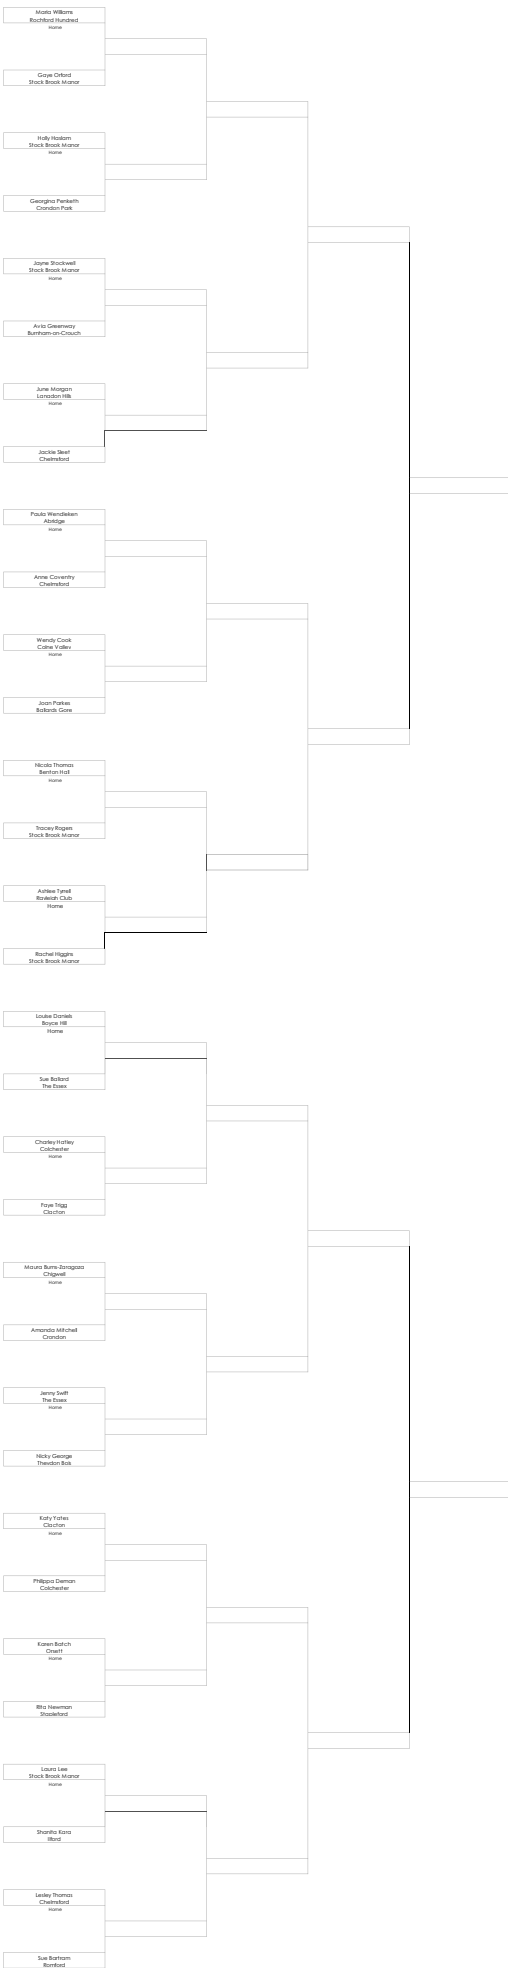 Maria Williams
Rochford Hundred
Home
Gaye Orford
Stock Brook Manor
Holly Haslam
Stock Brook Manor
Home
Georgina Penketh
Crondon Park
Jayne Stockwell
Stock Brook Manor
Home
Avia Greenway
Burnham-on-Crouch
June Morgan
Langdon Hills
Home
Jackie Sleet
Chelmsford
Paula Wendleken
Abridge
Home
Anne Coventry
Chelmsford
Wendy Cook
Colne Valley
Home
Joan Parkes
Ballards Gore
Nicola Thomas
Benton Hall
Home
Tracey Rogers
Stock Brook Manor
Ashlee Tyrrell
Rayleigh Club
Home
Rachel Higgins
Stock Brook Manor
Louise Daniels
Boyce Hill
Home
Sue Ballard
The Essex
Charley Hatley
Colchester
Home
Faye Trigg
Clacton
Maura Burns-Zaragoza
Chigwell
Home
Amanda Mitchell
Crondon
Jenny Swift
The Essex
Home
Nicky George
Theydon Bois
Katy Yates
Clacton
Home
Philippa Deman
Colchester
Karen Batch
Orsett
Home
Rita Newman
Stapleford
Laura Lee
Stock Brook Manor
Home
Shanita Kara
Ilford
Lesley Thomas
Chelmsford
Home
Sue Bartram
Romford